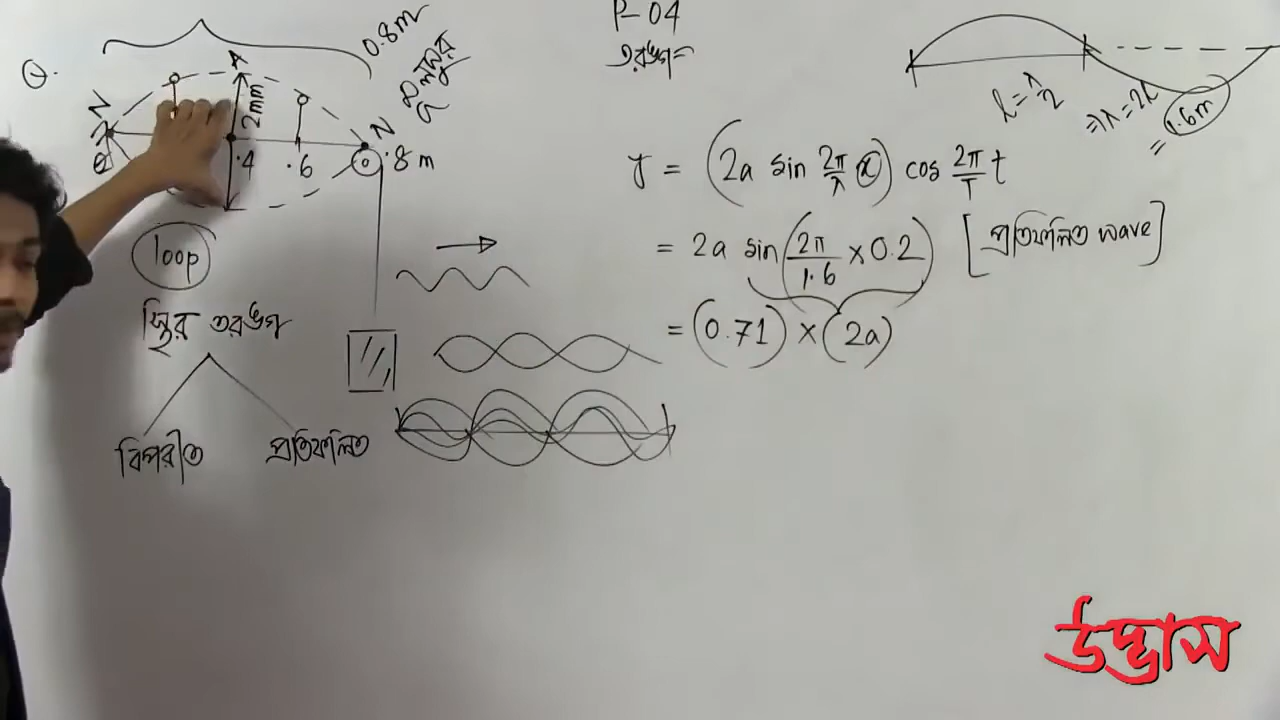 P-04
তরঙ্গ=
Q.
0.8m
N
A
2mm
N
.4
.6
.8 m
loop
স্থির তরঙ্গ
বিপরীত
প্রতিফলিত
l = λ/2
⇒ λ = 2l
= 1.6m
y = (2a sin 2π/λ x) cos 2π/T t
= 2a sin (2π/1.6 × 0.2) [প্রতিফলিত wave]
= (0.71) × (2a)
উদ্ভাস